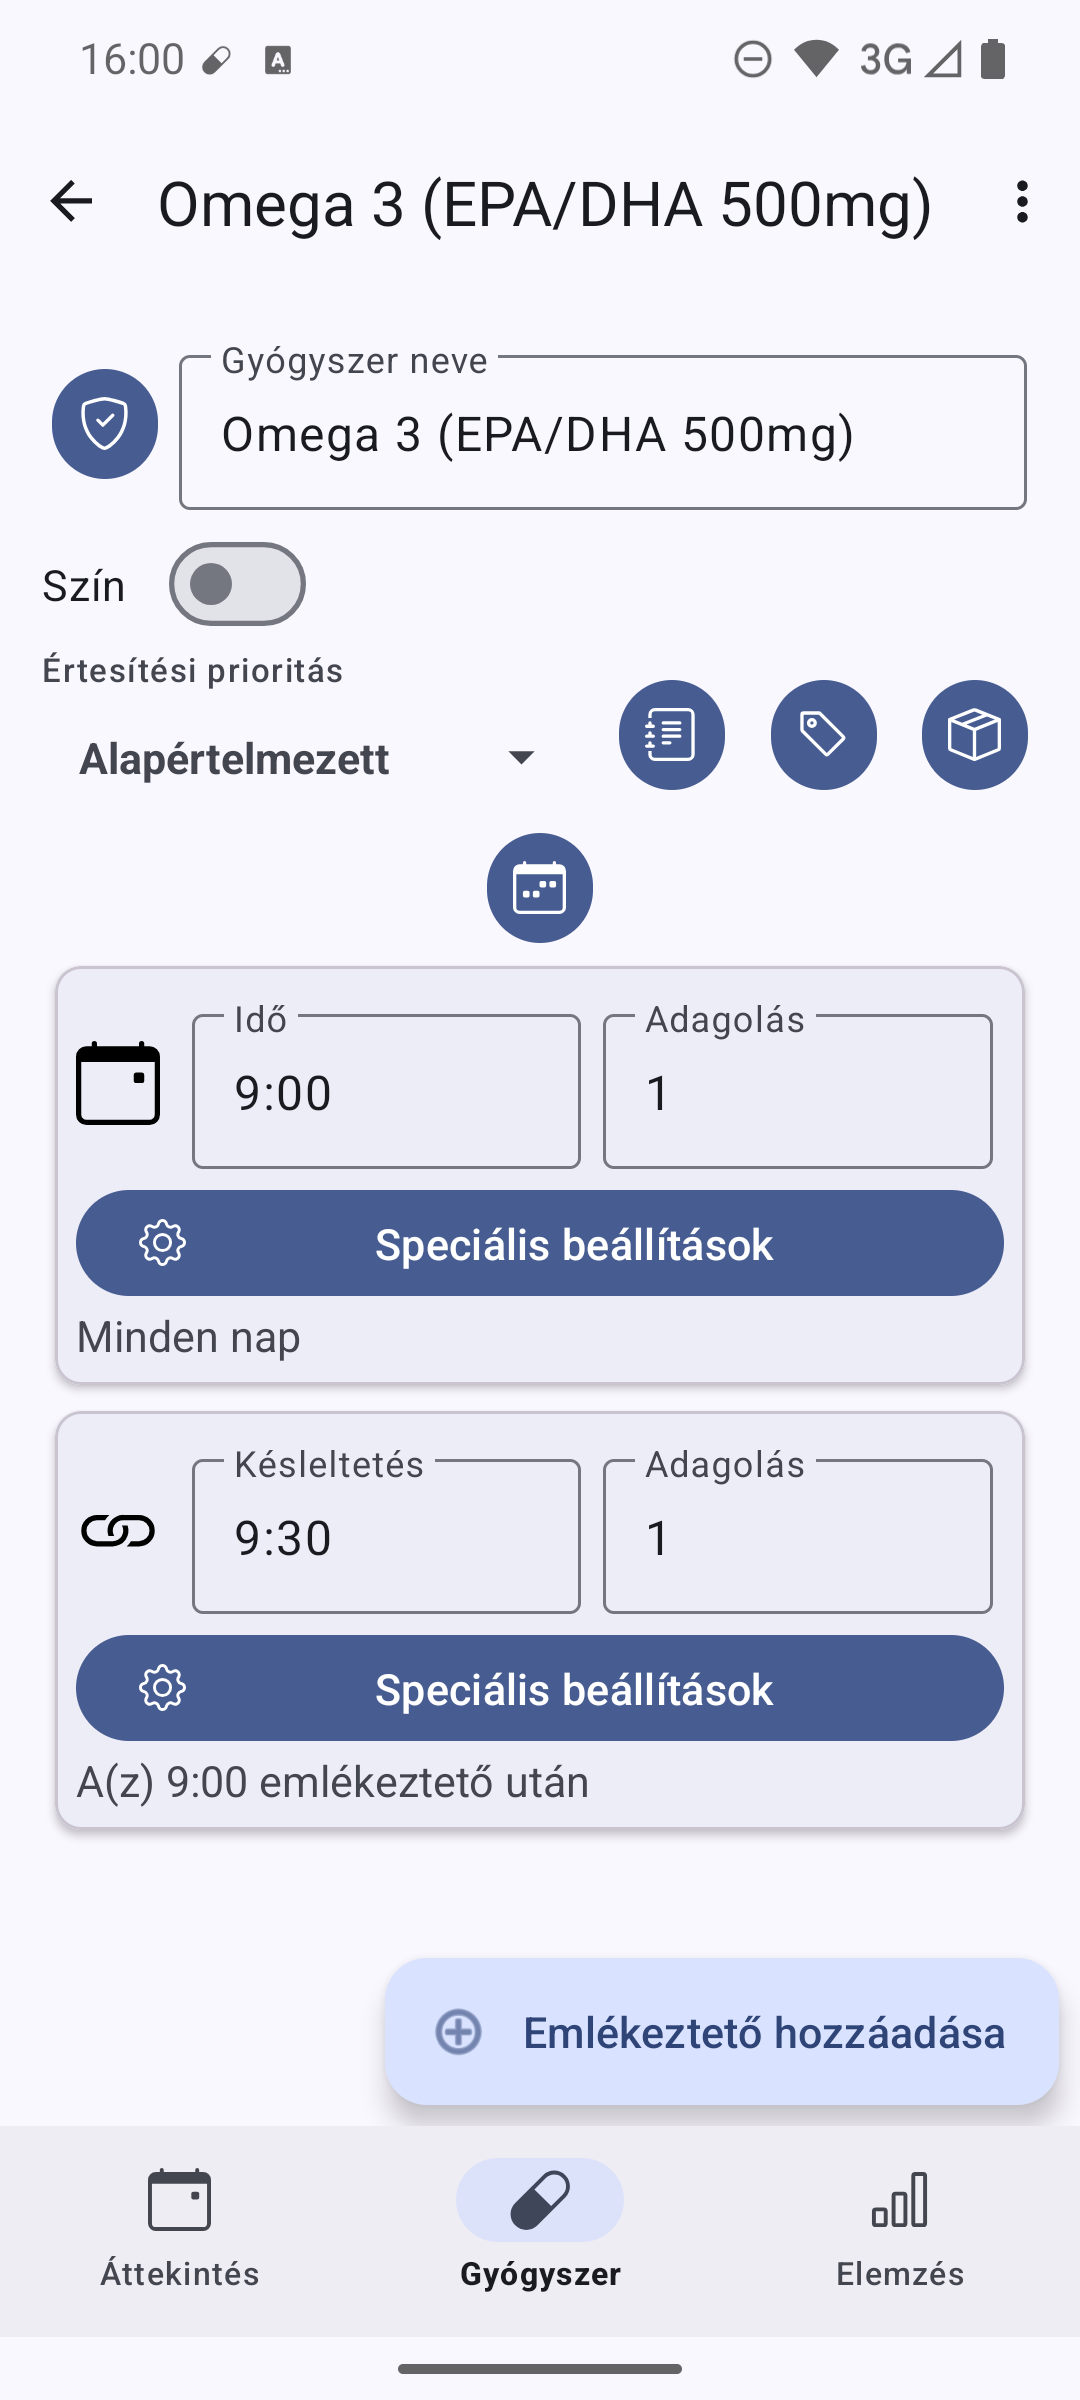 16:00
3G
Omega 3 (EPA/DHA 500mg)
Gyógyszer neve
Omega 3 (EPA/DHA 500mg)
Szín
Értesítési prioritás
Alapértelmezett
Idő
9:00
Adagolás
1
Speciális beállítások
Minden nap
Késleltetés
9:30
Adagolás
1
Speciális beállítások
A(z) 9:00 emlékeztető után
Emlékeztető hozzáadása
Áttekintés
Gyógyszer
Elemzés